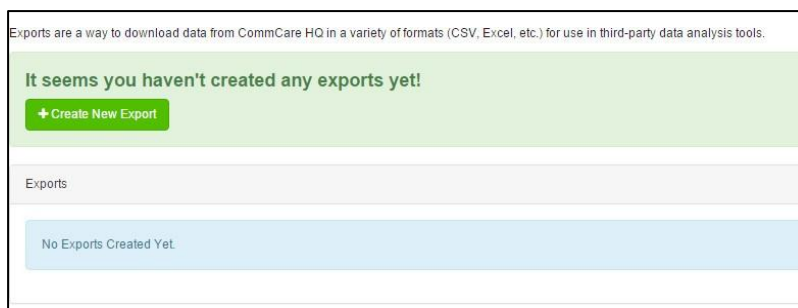 Exports are a way to download data from CommCare HQ in a variety of formats (CSV, Excel, etc.) for use in third-party data analysis tools.
It seems you haven't created any exports yet!
+ Create New Export
Exports
No Exports Created Yet.